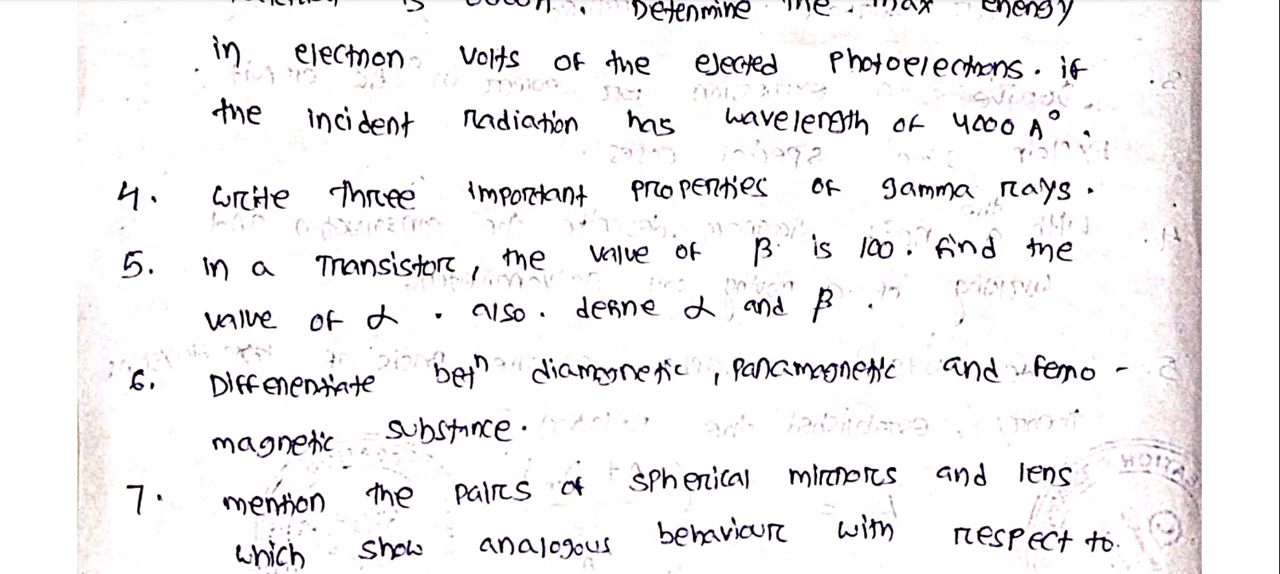 Determine the max energy
in electron volts of the ejected photoelectrons. if
the incident radiation has wavelength of 4000 A°.
4. write three important properties of gamma rays.
5. in a transistor, the value of β is 100. find the
value of α. also. define α and β.
6. Differentiate betn diamagnetic, paramagnetic and ferro-
magnetic substance.
7. mention the pairs of spherical mirrors and lens
which show analogous behaviour with respect to